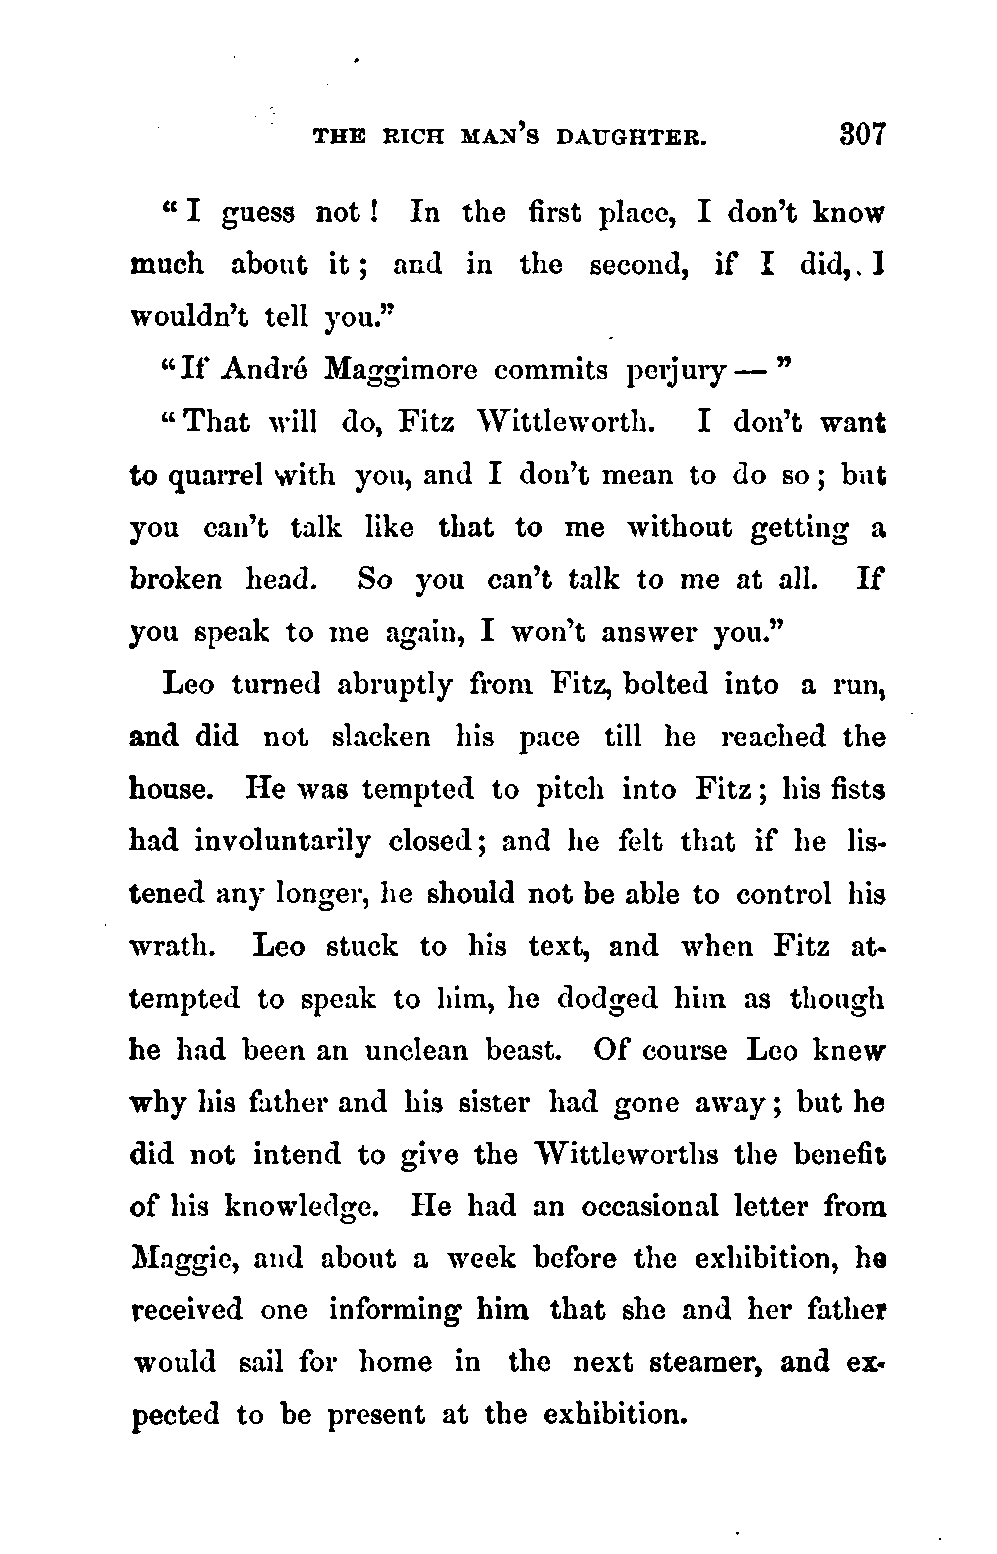 THE RICH MAN'S DAUGHTER. 307
“I guess not! In the first place, I don't know
much about it; and in the second, if I did, I
wouldn't tell you.”
“If André Maggimore commits perjury—”
“That will do, Fitz Wittleworth. I don't want
to quarrel with you, and I don't mean to do so; but
you can't talk like that to me without getting a
broken head. So you can't talk to me at all. If
you speak to me again, I won't answer you.”
Leo turned abruptly from Fitz, bolted into a run,
and did not slacken his pace till he reached the
house. He was tempted to pitch into Fitz; his fists
had involuntarily closed; and he felt that if he lis-
tened any longer, he should not be able to control his
wrath. Leo stuck to his text, and when Fitz at-
tempted to speak to him, he dodged him as though
he had been an unclean beast. Of course Leo knew
why his father and his sister had gone away; but he
did not intend to give the Wittleworths the benefit
of his knowledge. He had an occasional letter from
Maggie, and about a week before the exhibition, he
received one informing him that she and her father
would sail for home in the next steamer, and ex-
pected to be present at the exhibition.